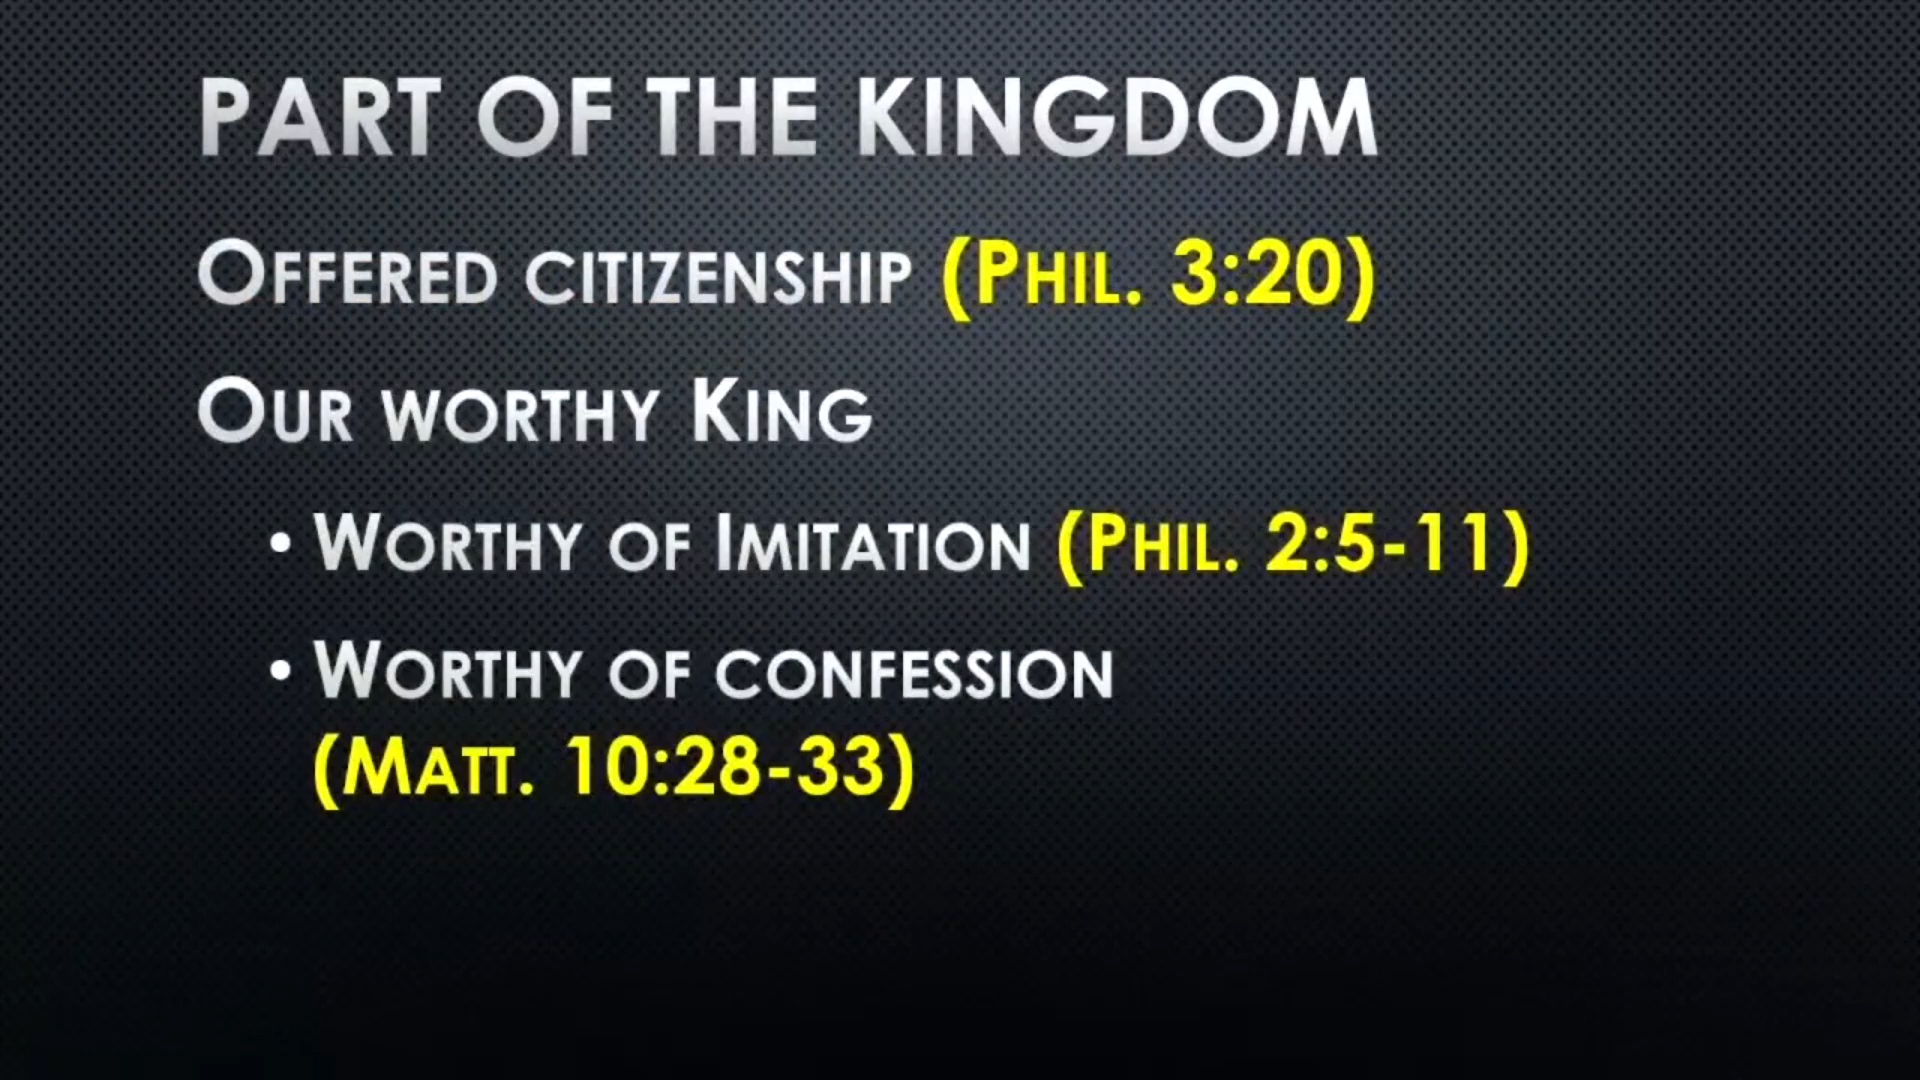 PART OF THE KINGDOM
OFFERED CITIZENSHIP (PHIL. 3:20)
OUR WORTHY KING
• WORTHY OF IMITATION (PHIL. 2:5-11)
• WORTHY OF CONFESSION
(MATT. 10:28-33)